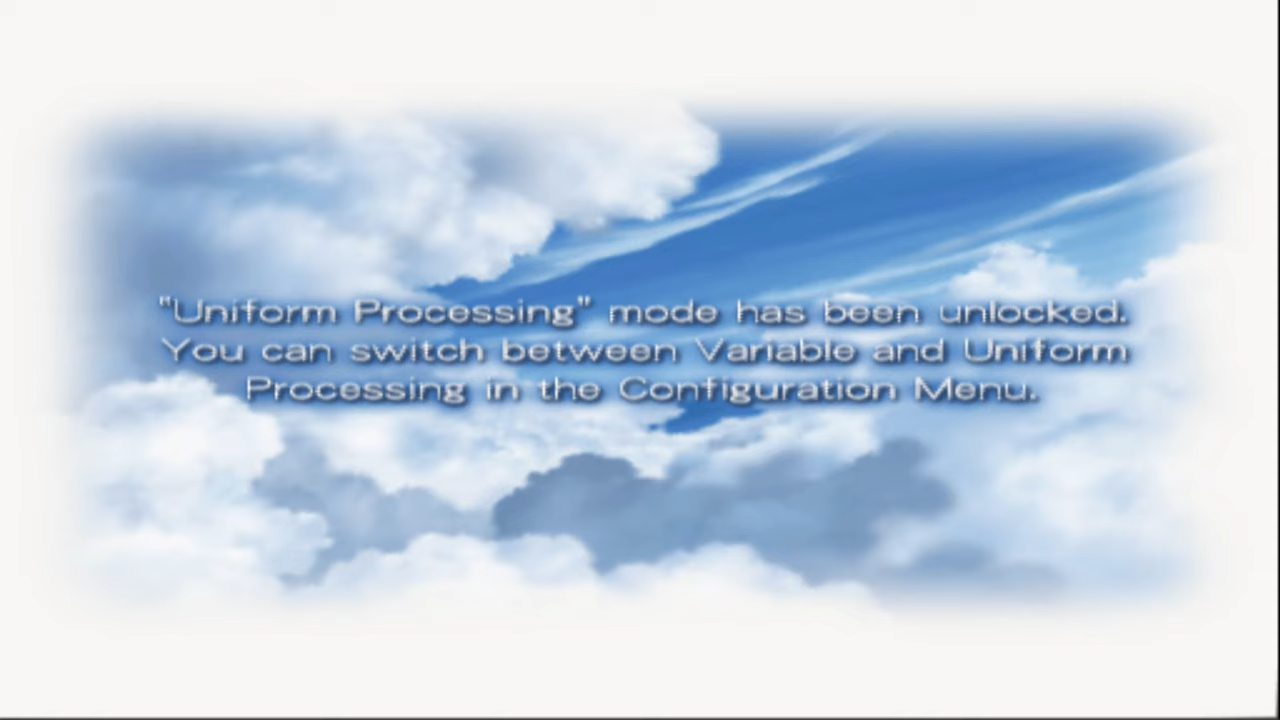 "Uniform Processing" mode has been unlocked.
You can switch between Variable and Uniform
Processing in the Configuration Menu.